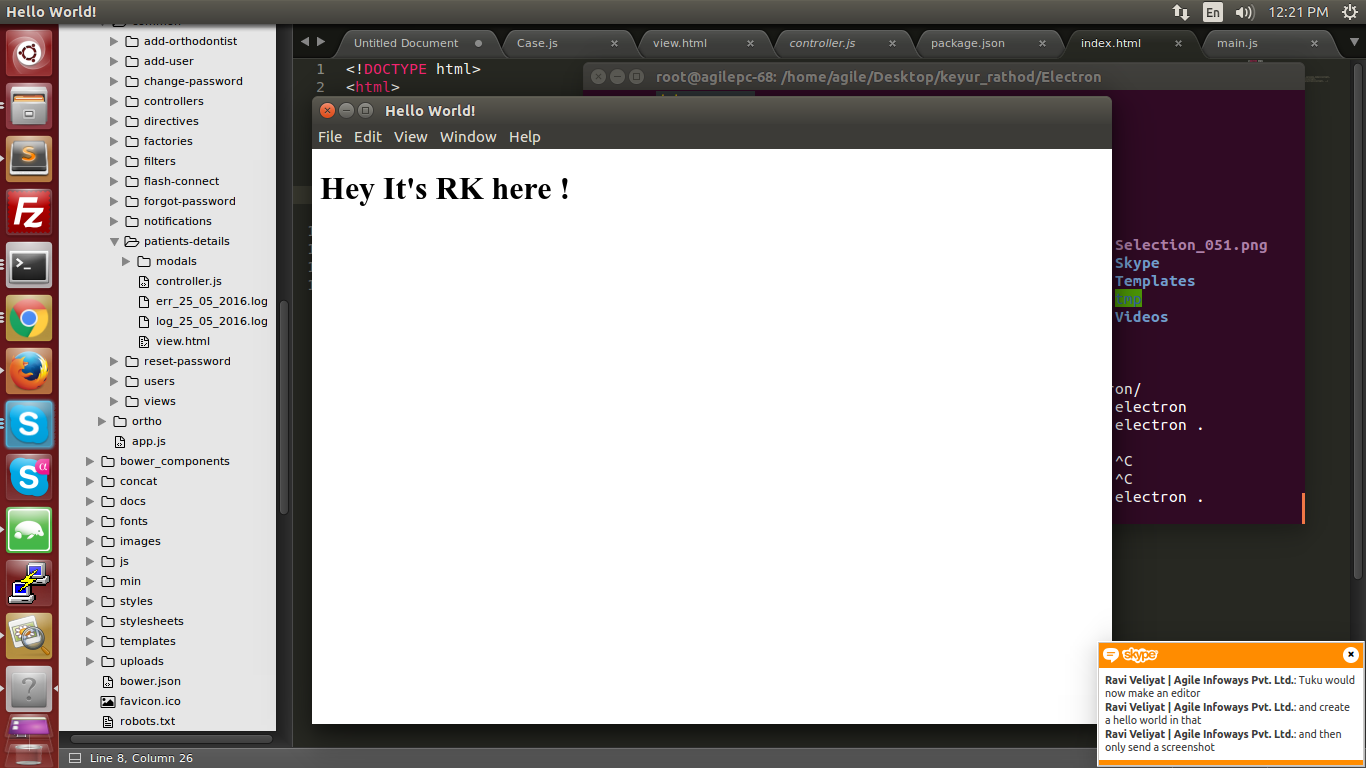 Hello World!
En
12:21 PM
common
add-orthodontist
add-user
change-password
controllers
directives
factories
filters
flash-connect
forgot-password
notifications
patients-details
modals
controller.js
err_25_05_2016.log
log_25_05_2016.log
view.html
reset-password
users
views
ortho
app.js
bower_components
concat
docs
fonts
images
js
min
styles
stylesheets
templates
uploads
bower.json
favicon.ico
robots.txt
Untitled Document
Case.js
view.html
controller.js
package.json
index.html
main.js
1 <!DOCTYPE html>
2 <html>
root@agilepc-68: /home/agile/Desktop/keyur_rathod/Electron
Hello World!
File Edit View Window Help
Hey It's RK here !
Selection_051.png
Skype
Templates
tmp
Videos
on/
electron
electron .
^C
^C
electron .
skype
Ravi Veliyat | Agile Infoways Pvt. Ltd.: Tuku would
now make an editor
Ravi Veliyat | Agile Infoways Pvt. Ltd.: and create
a hello world in that
Ravi Veliyat | Agile Infoways Pvt. Ltd.: and then
only send a screenshot
Line 8, Column 26